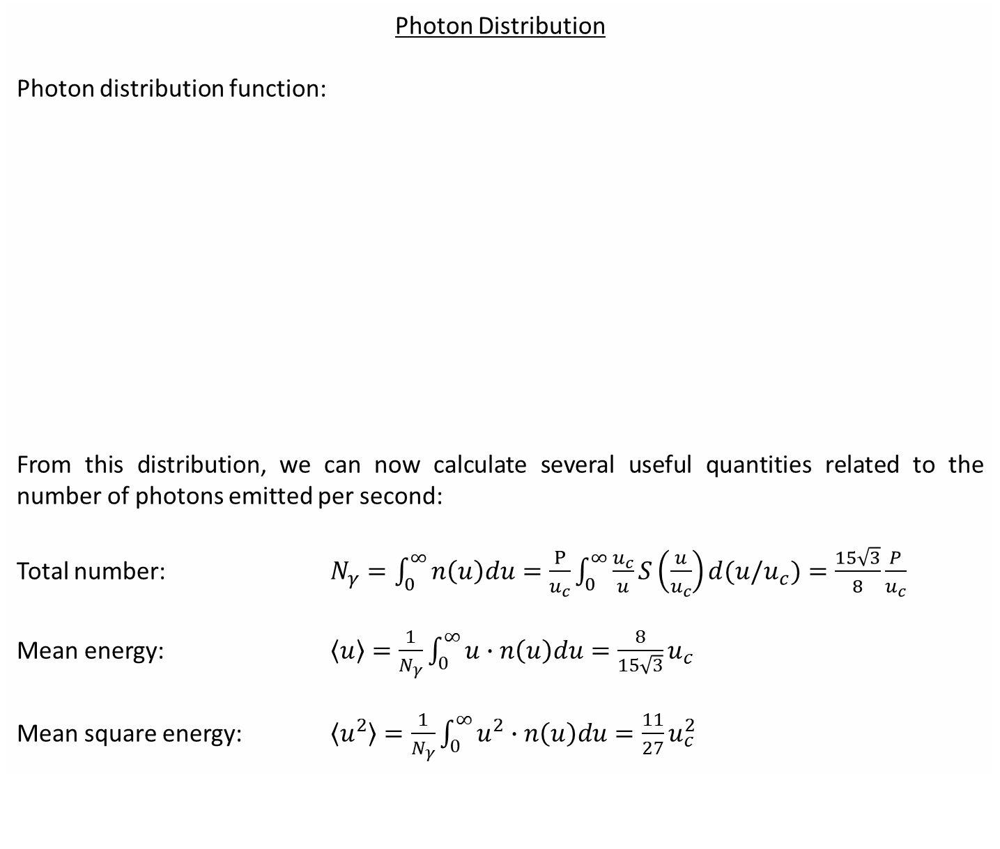 Photon Distribution
Photon distribution function:
From this distribution, we can now calculate several useful quantities related to the
number of photons emitted per second:
Total number: $N_\gamma = \int_0^\infty n(u)du = \frac{\mathrm{P}}{u_c}\int_0^\infty \frac{u_c}{u} S\left(\frac{u}{u_c}\right) d(u/u_c) = \frac{15\sqrt{3}}{8}\frac{P}{u_c}$
Mean energy: $\langle u \rangle = \frac{1}{N_\gamma}\int_0^\infty u \cdot n(u)du = \frac{8}{15\sqrt{3}} u_c$
Mean square energy: $\langle u^2 \rangle = \frac{1}{N_\gamma}\int_0^\infty u^2 \cdot n(u)du = \frac{11}{27} u_c^2$